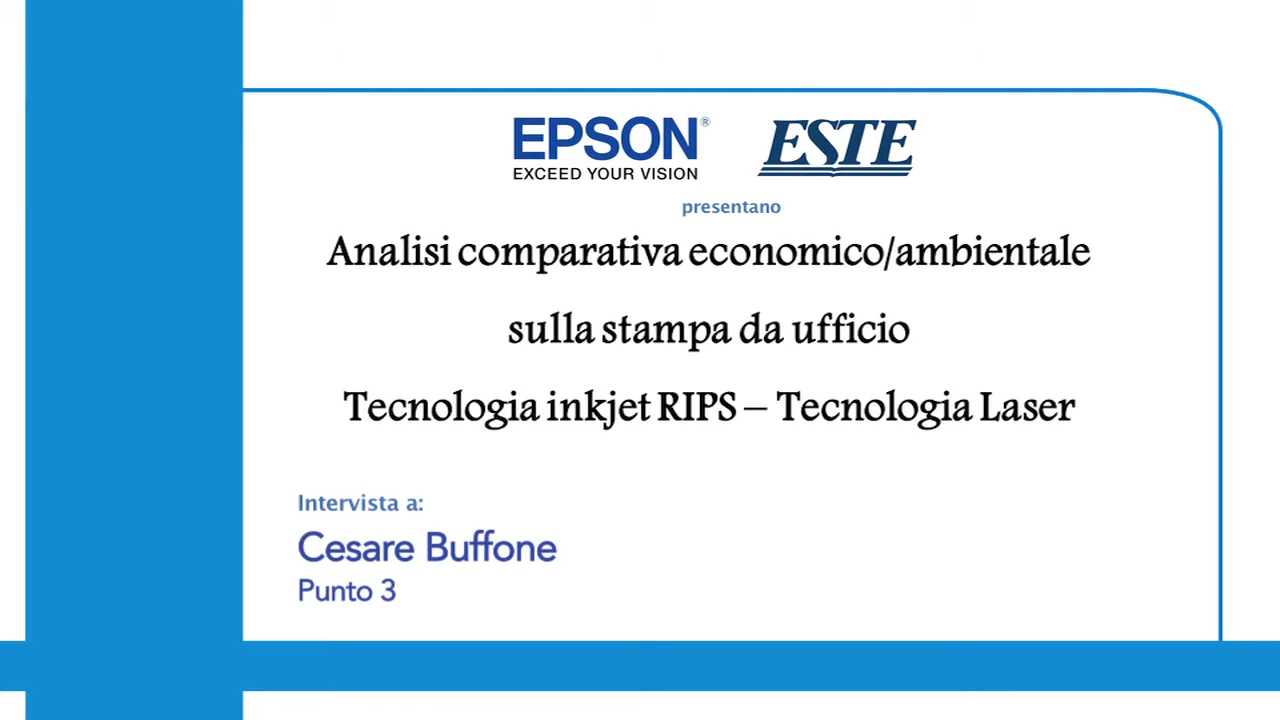 EPSON®
EXCEED YOUR VISION
ESTE
presentano
Analisi comparativa economico/ambientale
sulla stampa da ufficio
Tecnologia inkjet RIPS – Tecnologia Laser
Intervista a:
Cesare Buffone
Punto 3